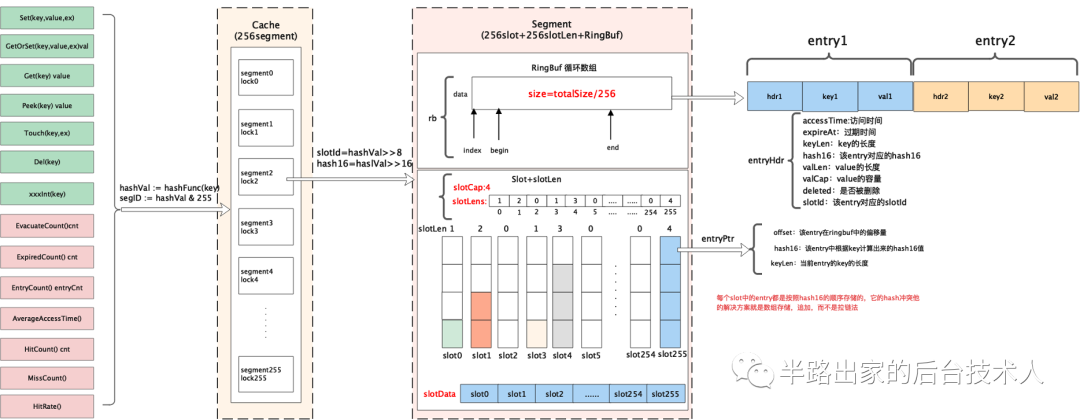 Set(key,value,ex)
GetOrSet(key,value,ex)val
Get(key) value
Peek(key) value
Touch(key,ex)
Del(key)
xxxInt(key)
EvacuateCount()cnt
ExpiredCount() cnt
EntryCount() entryCnt
AverageAccessTime()
HitCount() cnt
MissCount()
HitRate()
hashVal := hashFunc(key)
segID := hashVal & 255
Cache
(256segment)
segment0
lock0
segment1
lock1
segment2
lock2
segment3
lock3
segment4
lock4
segment255
lock255
slotId=hashVal>>8
hash16=haslVal>>16
Segment
(256slot+256slotLen+RingBuf)
RingBuf 循环数组
data
rb
size=totalSize/256
index
begin
end
Slot+slotLen
slotCap:4
slotLens:
1 2 0 1 3 0 .... ..... 0 4
0 1 2 3 4 5 .... ..... 254 255
slotLen 1 2 0 1 3 0 0 4
slot0 slot1 slot2 slot3 slot4 slot5 slot254 slot255
slotData
slot0 slot1 slot2 ...... slot254 slot255
entry1
entry2
hdr1 key1 val1 hdr2 key2 val2
entryHdr
accessTime:访问时间
expireAt：过期时间
keyLen：key的长度
hash16：该entry对应的hash16
valLen：value的长度
valCap：value的容量
deleted：是否被删除
slotId：该entry对应的slotId
entryPtr
offset：该entry在ringbuf中的偏移量
hash16：该entry中根据key计算出来的hash16值
keyLen：当前entry的key的长度
每个slot中的entry都是按照hash16的顺序存储的，它的hash冲突他
的解决方案就是数组存储，追加，而不是拉链法
半路出家的后台技术人